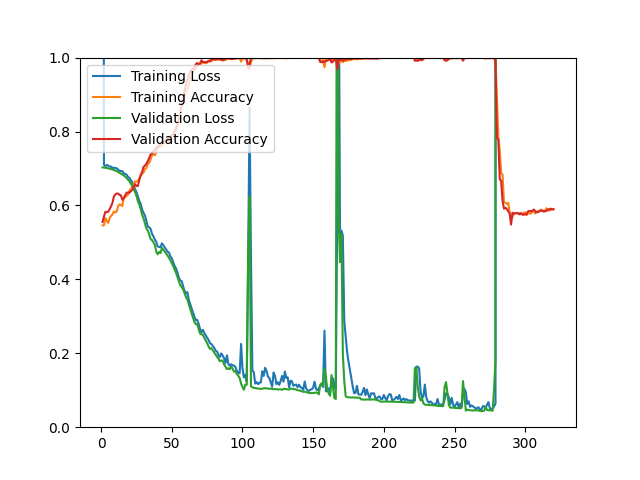 1.0
0.8
0.6
0.4
0.2
0.0
Training Loss
Training Accuracy
Validation Loss
Validation Accuracy
0 50 100 150 200 250 300